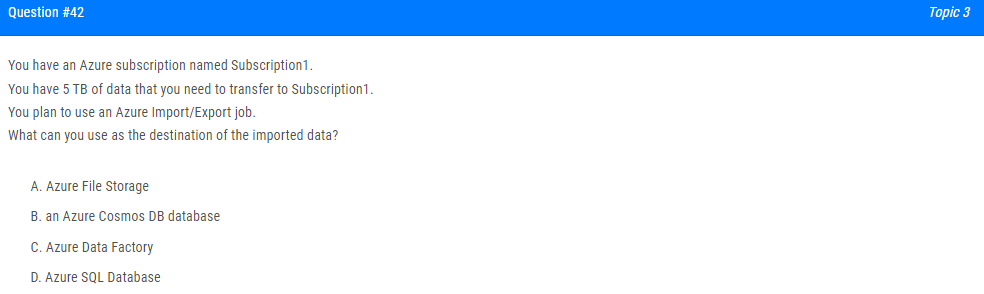 Question #42 Topic 3
You have an Azure subscription named Subscription1.
You have 5 TB of data that you need to transfer to Subscription1.
You plan to use an Azure Import/Export job.
What can you use as the destination of the imported data?
A. Azure File Storage
B. an Azure Cosmos DB database
C. Azure Data Factory
D. Azure SQL Database